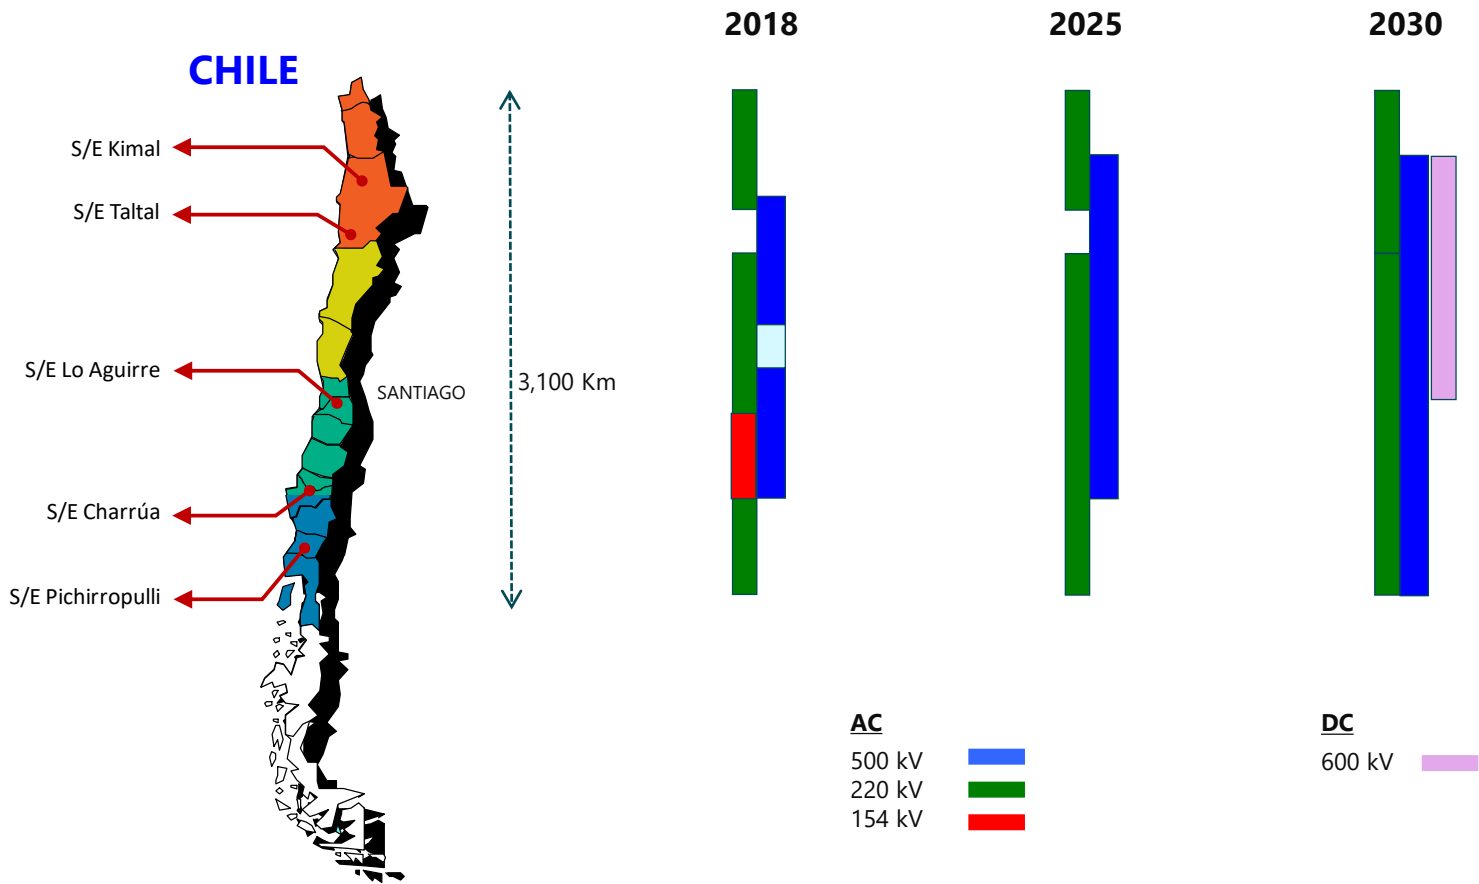 2018
2025
2030
CHILE
S/E Kimal
S/E Taltal
S/E Lo Aguirre
SANTIAGO
3,100 Km
S/E Charrúa
S/E Pichirropulli
AC
500 kV
220 kV
154 kV
DC
600 kV